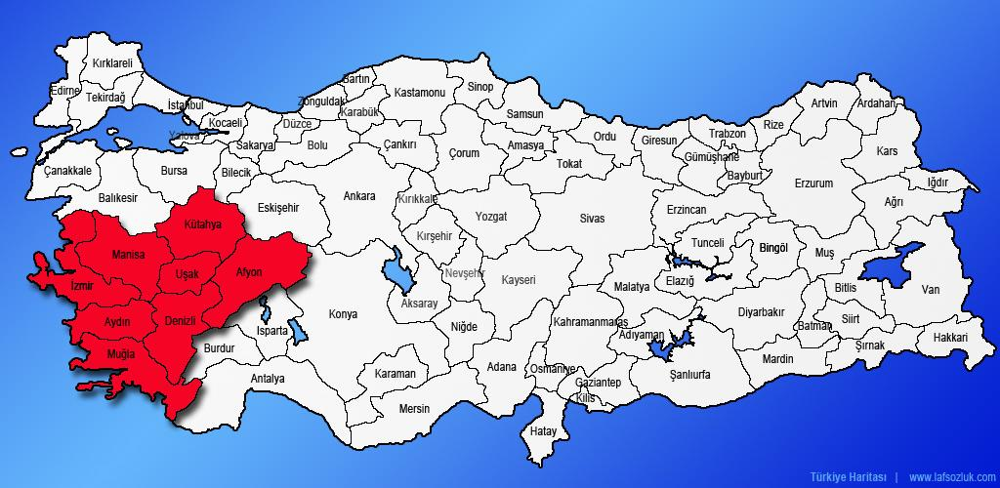 Kırklareli
Edirne
Tekirdağ
İstanbul
Kocaeli
Yalova
Sakarya
Düzce
Bolu
Zonguldak
Bartın
Karabük
Kastamonu
Sinop
Çankırı
Samsun
Çorum
Amasya
Ordu
Tokat
Giresun
Trabzon
Gümüşhane
Bayburt
Rize
Artvin
Ardahan
Kars
Iğdır
Ağrı
Erzurum
Erzincan
Çanakkale
Bursa
Bilecik
Balıkesir
Eskişehir
Ankara
Kırıkkale
Yozgat
Sivas
Kırşehir
Nevşehir
Kayseri
Aksaray
Tunceli
Bingöl
Muş
Elazığ
Malatya
Bitlis
Van
Kütahya
Manisa
Uşak
Afyon
İzmir
Aydın
Denizli
Muğla
Isparta
Burdur
Antalya
Konya
Niğde
Karaman
Mersin
Adana
Kahramanmaraş
Osmaniye
Gaziantep
Kilis
Hatay
Adıyaman
Şanlıurfa
Diyarbakır
Mardin
Batman
Siirt
Şırnak
Hakkari
Türkiye Haritası | www.lafsozluk.com